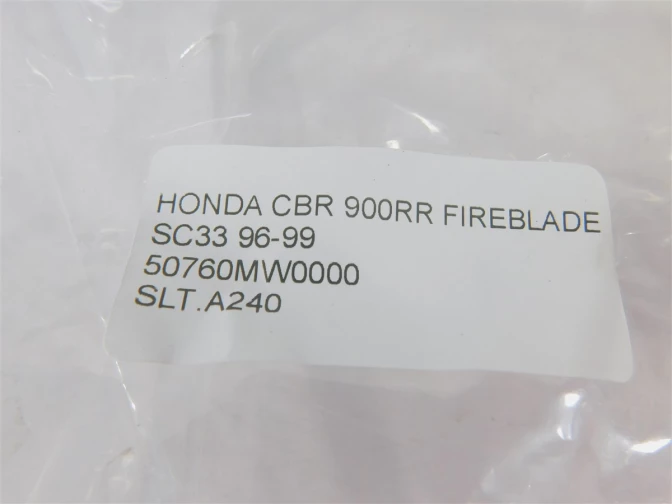 HONDA CBR 900RR FIREBLADE
SC33 96-99
50760MW0000
SLT.A240